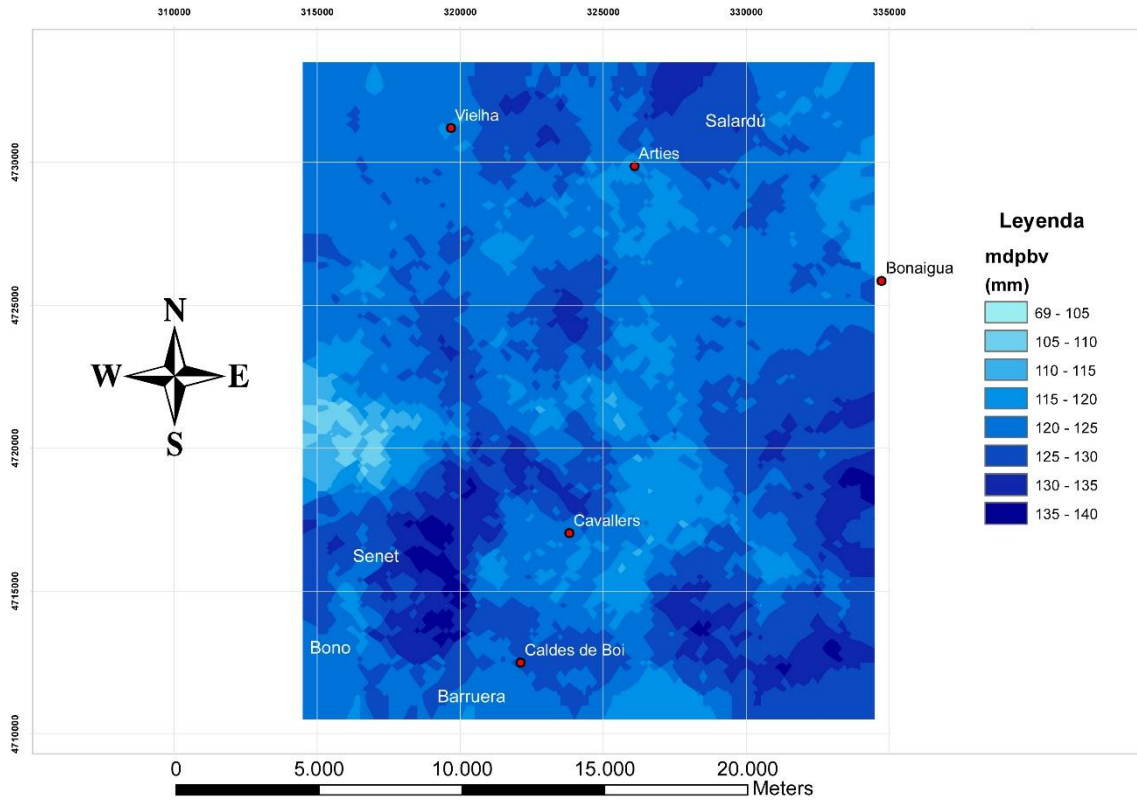 310000 315000 320000 325000 330000 335000
4730000
4725000
4720000
4715000
4710000
Vielha
Salardú
Arties
Bonaigua
Cavallers
Senet
Bono
Caldes de Boi
Barruera
N
W E
S
Leyenda
mdpbv
(mm)
69 - 105
105 - 110
110 - 115
115 - 120
120 - 125
125 - 130
130 - 135
135 - 140
0 5.000 10.000 15.000 20.000
Meters